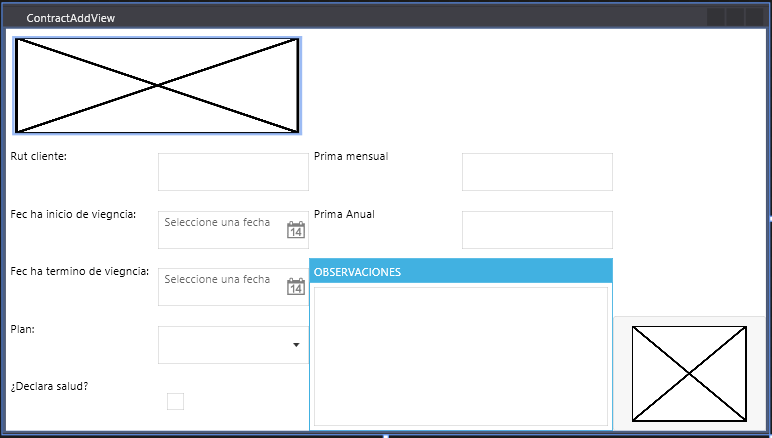 ContractAddView
Rut cliente:
Prima mensual
Fec ha inicio de viegncia:
Seleccione una fecha
14
Prima Anual
Fec ha termino de viegncia:
Seleccione una fecha
14
OBSERVACIONES
Plan:
¿Declara salud?